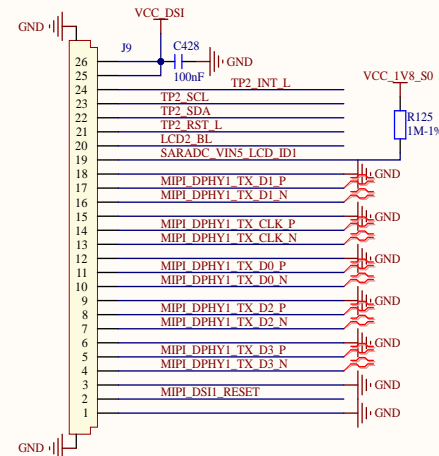 VCC_DSI
GND
J9
C428
26
GND
25
100nF
24
TP2_INT_L
VCC_1V8_S0
23
TP2_SCL
22
TP2_SDA
21
TP2_RST_L
R125
20
LCD2_BL
1M-1%
19
SARADC_VIN5_LCD_ID1
18
GND
17
MIPI_DPHY1_TX_D1_P
16
MIPI_DPHY1_TX_D1_N
15
GND
14
MIPI_DPHY1_TX_CLK_P
13
MIPI_DPHY1_TX_CLK_N
12
GND
11
MIPI_DPHY1_TX_D0_P
10
MIPI_DPHY1_TX_D0_N
9
GND
8
MIPI_DPHY1_TX_D2_P
7
MIPI_DPHY1_TX_D2_N
6
GND
5
MIPI_DPHY1_TX_D3_P
4
MIPI_DPHY1_TX_D3_N
3
GND
2
MIPI_DSI1_RESET
1
GND
GND